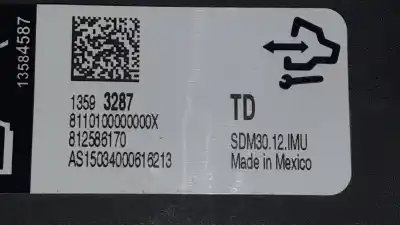 13584587
1359 3287
8110100000000X
812586170
AS15034000616213
TD
SDM30.12.IMU
Made in Mexico